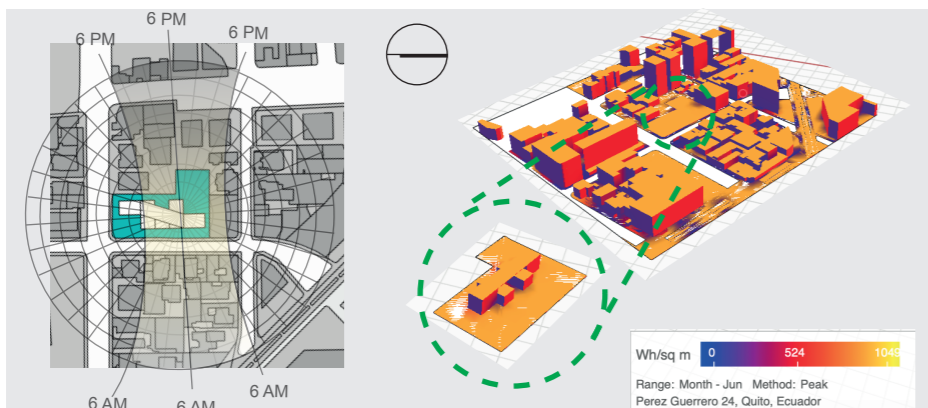 6 PM
6 PM
6 PM
6 AM
6 AM
6 AM
Wh/sq m
0
524
1049
Range: Month - Jun Method: Peak
Perez Guerrero 24, Quito, Ecuador